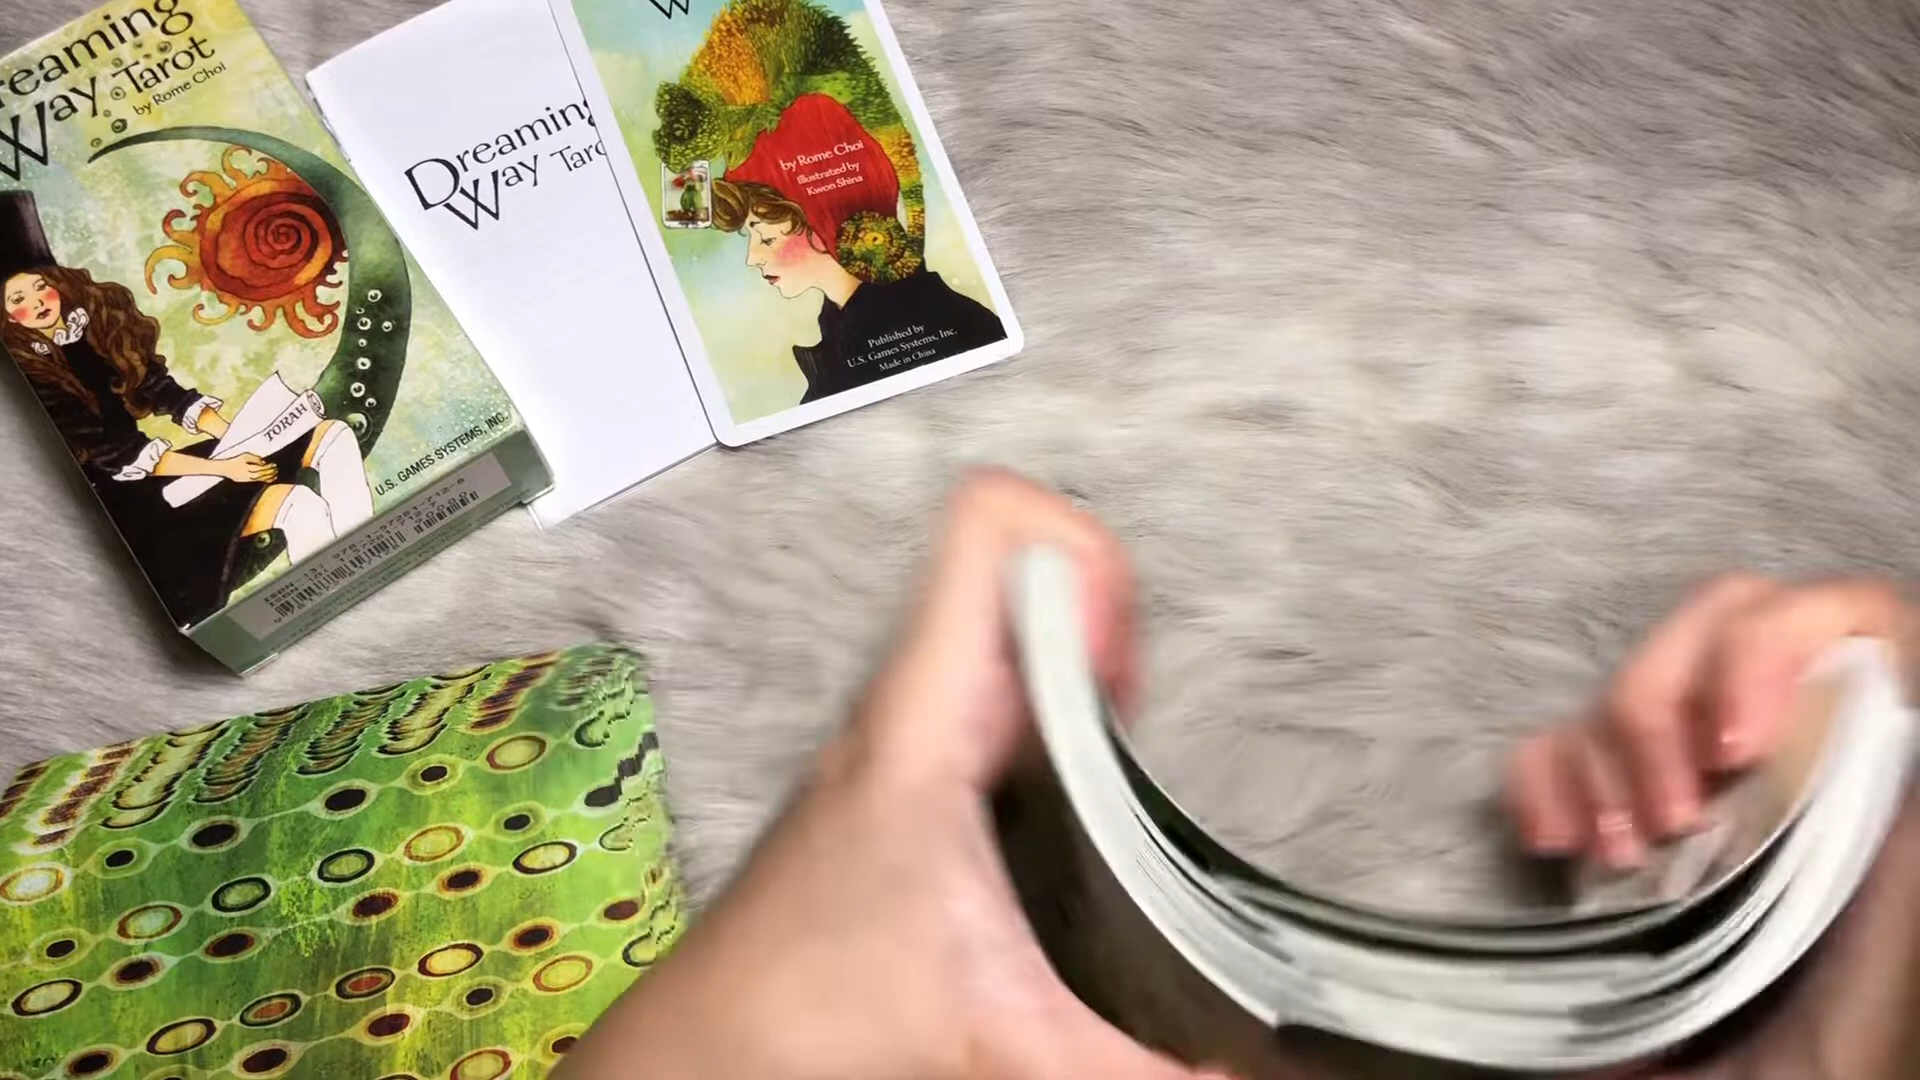 reaming
Way Tarot
by Rome Choi
TORAH
U.S. GAMES SYSTEMS, INC.
Dreaming
Way Taro
W
by Rome Choi
Illustrated by
Kwon Shina
Published by
U.S. Games Systems, Inc.
Made in China